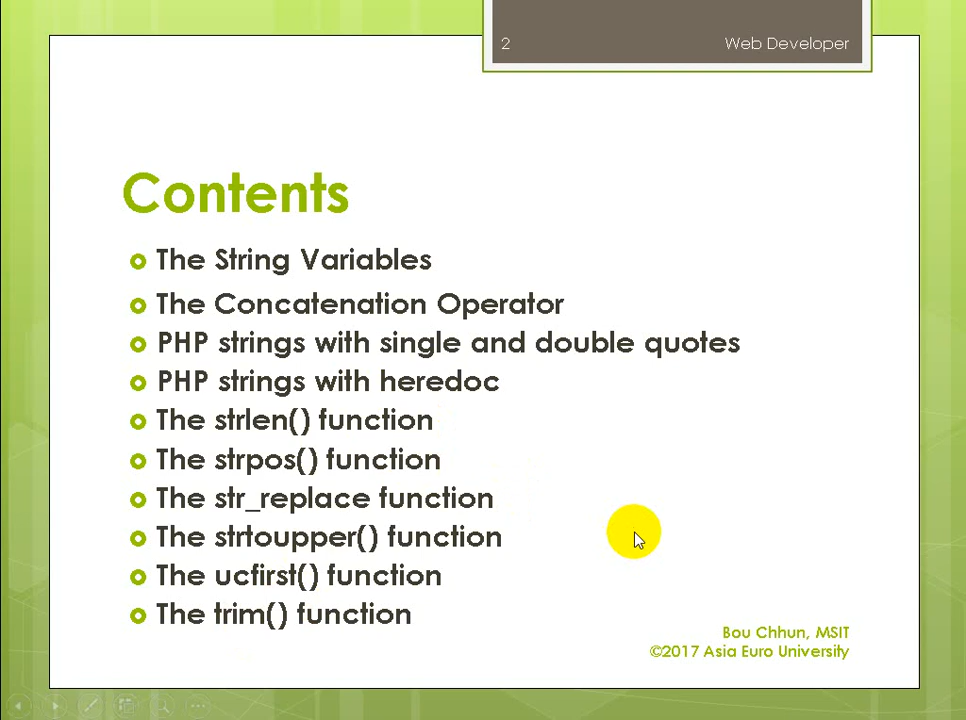 2
Web Developer
Contents
The String Variables
The Concatenation Operator
PHP strings with single and double quotes
PHP strings with heredoc
The strlen() function
The strpos() function
The str_replace function
The strtoupper() function
The ucfirst() function
The trim() function
Bou Chhun, MSIT
©2017 Asia Euro University